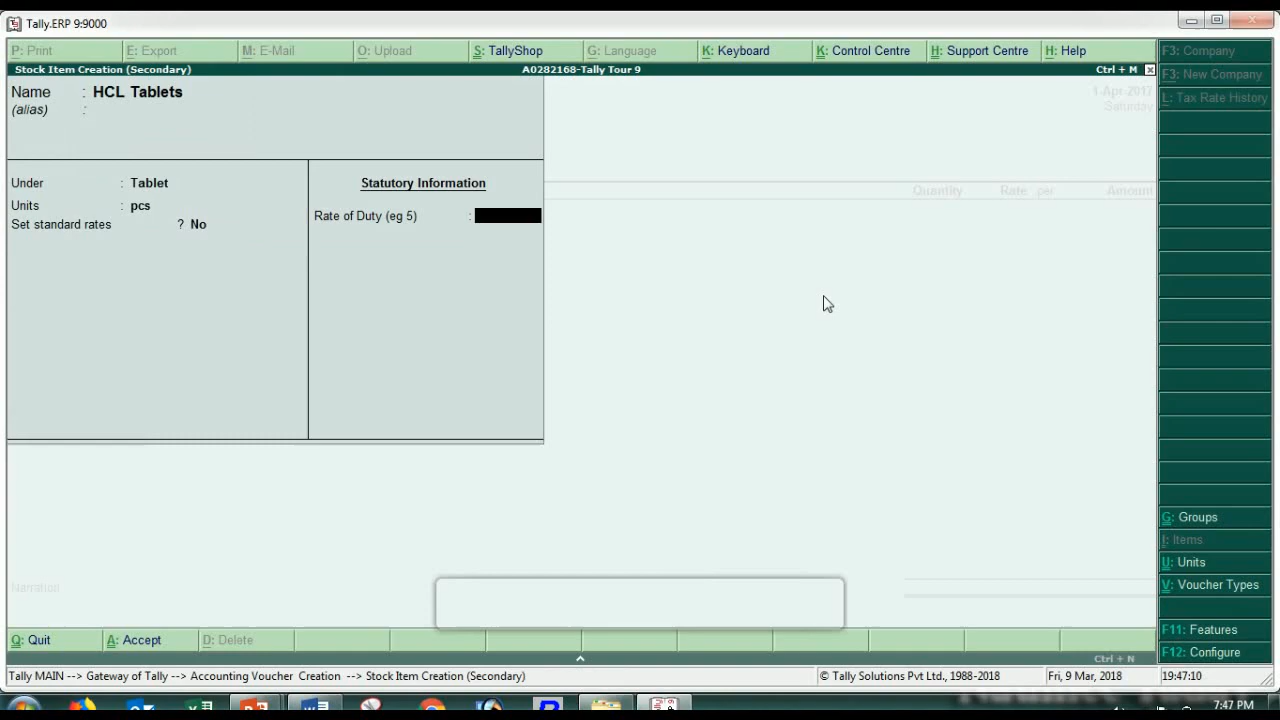 Tally.ERP 9:9000
P: Print E: Export M: E-Mail O: Upload S: TallyShop G: Language K: Keyboard K: Control Centre H: Support Centre H: Help
F3: Company
Stock Item Creation (Secondary) A0282168-Tally Tour 9 Ctrl + M
F3: New Company
Name : HCL Tablets
1-Apr-2017
L: Tax Rate History
(alias) :
Saturday
Under : Tablet
Statutory Information
Quantity Rate per Amount
Units : pcs
Rate of Duty (eg 5) :
Set standard rates ? No
G: Groups
I: Items
U: Units
V: Voucher Types
Narration
F11: Features
Q: Quit A: Accept D: Delete
F12: Configure
Ctrl + N
Tally MAIN --> Gateway of Tally --> Accounting Voucher Creation --> Stock Item Creation (Secondary) © Tally Solutions Pvt Ltd., 1988-2018 Fri, 9 Mar, 2018 19:47:10
7:47 PM